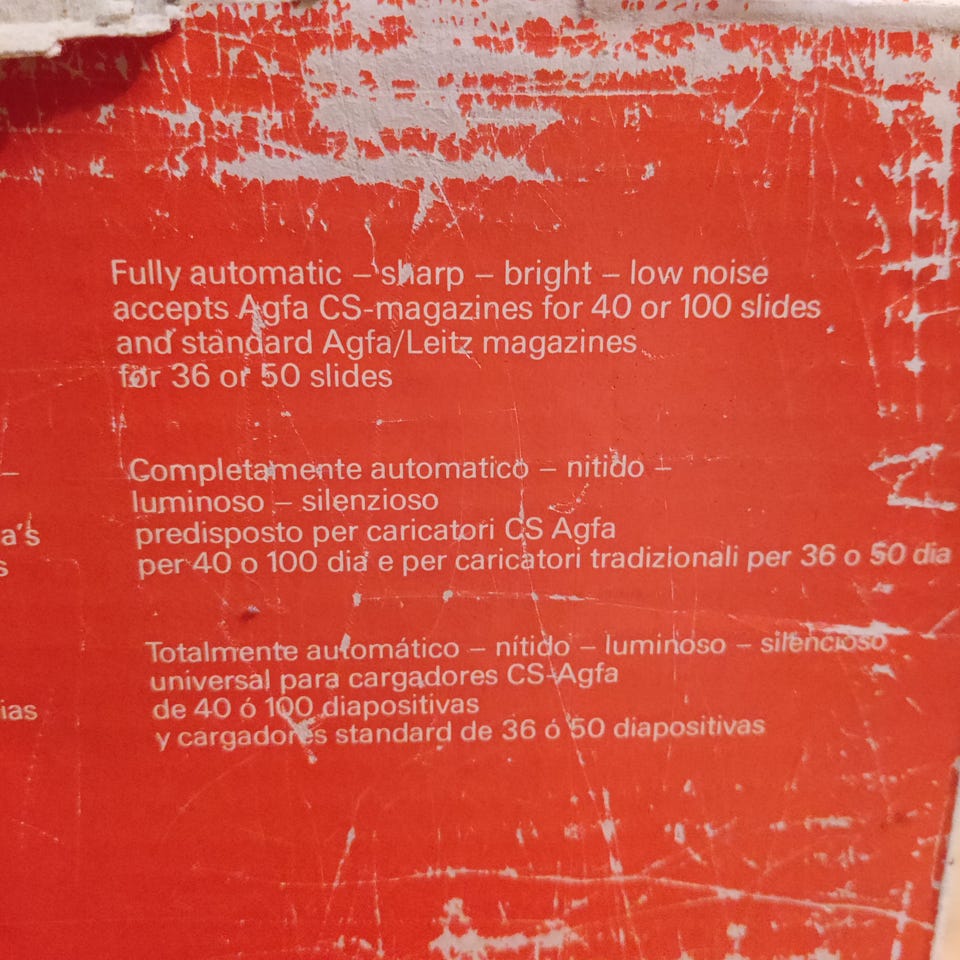 Fully automatic – sharp – bright – low noise
accepts Agfa CS-magazines for 40 or 100 slides
and standard Agfa/Leitz magazines
for 36 or 50 slides
Completamente automatico – nitido –
luminoso – silenzioso
predisposto per caricatori CS Agfa
per 40 o 100 dia e per caricatori tradizionali per 36 o 50 dia
Totalmente automático – nítido – luminoso – silencioso
universal para cargadores CS-Agfa
de 40 ó 100 diapositivas
y cargadores standard de 36 ó 50 diapositivas
–
a's
s
ias